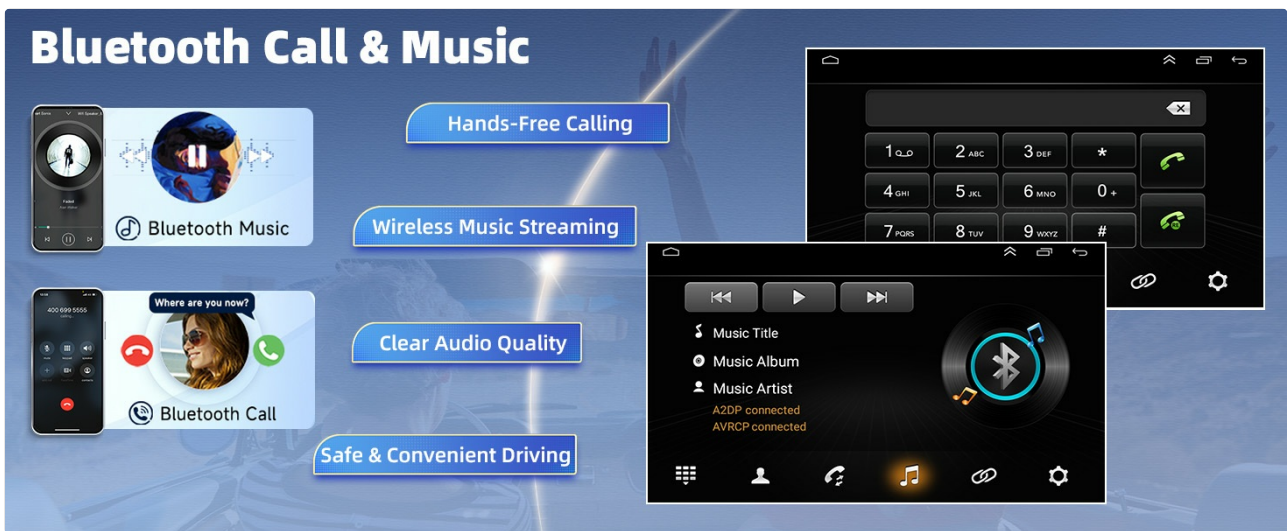 Bluetooth Call & Music
Faded
Bluetooth Music
400 699 5555
calling...
Where are you now?
Bluetooth Call
Hands-Free Calling
Wireless Music Streaming
Clear Audio Quality
Safe & Convenient Driving
1 2 ABC 3 DEF *
4 GHI 5 JKL 6 MNO 0 +
7 PQRS 8 TUV 9 WXYZ #
Music Title
Music Album
Music Artist
A2DP connected
AVRCP connected